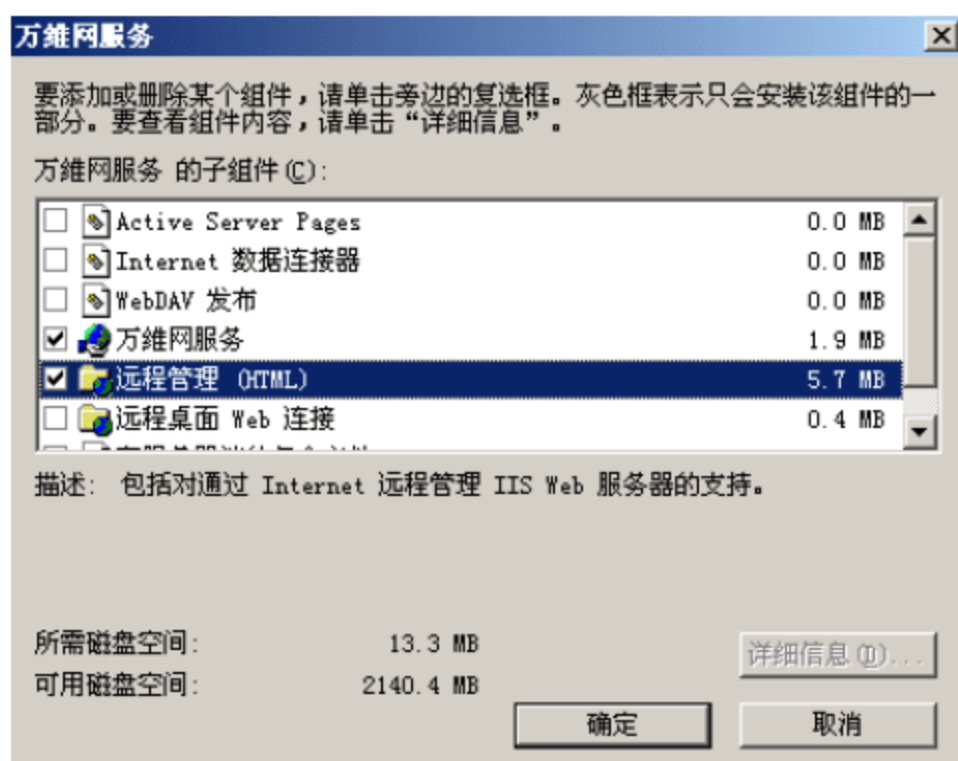 万维网服务
要添加或删除某个组件，请单击旁边的复选框。灰色框表示只会安装该组件的一
部分。要查看组件内容，请单击“详细信息”。
万维网服务 的子组件(C):
Active Server Pages 0.0 MB
Internet 数据连接器 0.0 MB
WebDAV 发布 0.0 MB
万维网服务 1.9 MB
远程管理 (HTML) 5.7 MB
远程桌面 Web 连接 0.4 MB
描述: 包括对通过 Internet 远程管理 IIS Web 服务器的支持。
所需磁盘空间: 13.3 MB
详细信息(D)...
可用磁盘空间: 2140.4 MB
确定 取消